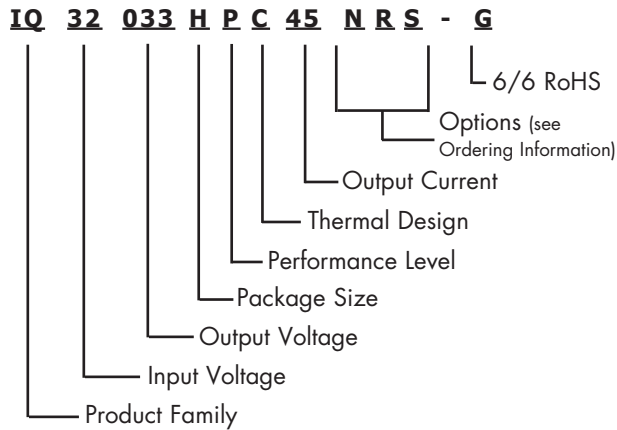 IQ 32 033 H P C 45 N R S - G
6/6 RoHS
Options (see
Ordering Information)
Output Current
Thermal Design
Performance Level
Package Size
Output Voltage
Input Voltage
Product Family